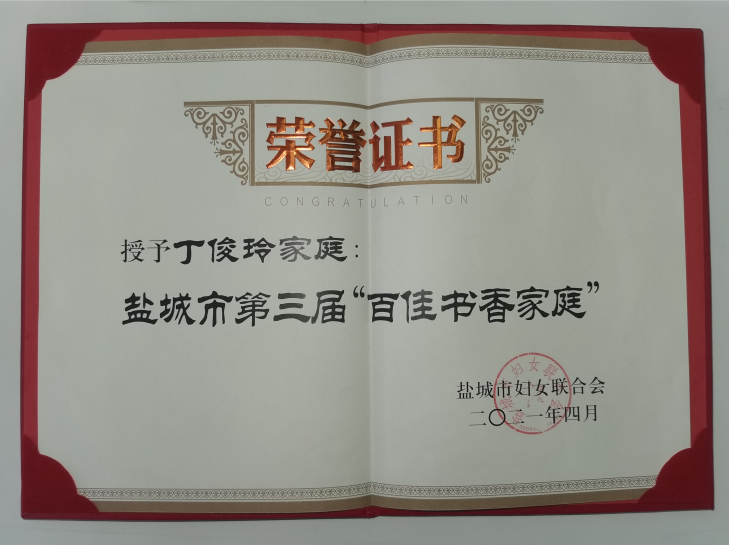 荣誉证书
CONGRATULATION
授予丁俊玲家庭：
盐城市第三届“百佳书香家庭”
盐城市妇女联合会
二〇二一年四月